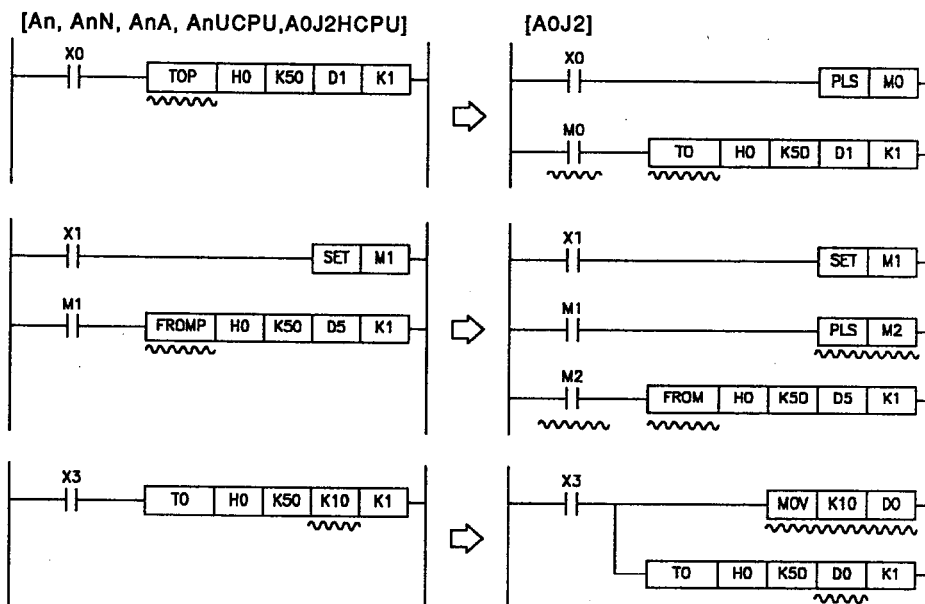 [An, AnN, AnA, AnUCPU,A0J2HCPU]
X0
TOP H0 K50 D1 K1
X1
SET M1
M1
FROMP H0 K50 D5 K1
X3
TO H0 K50 K10 K1
[A0J2]
X0
PLS M0
M0
TO H0 K50 D1 K1
X1
SET M1
M1
PLS M2
M2
FROM H0 K50 D5 K1
X3
MOV K10 D0
TO H0 K50 D0 K1